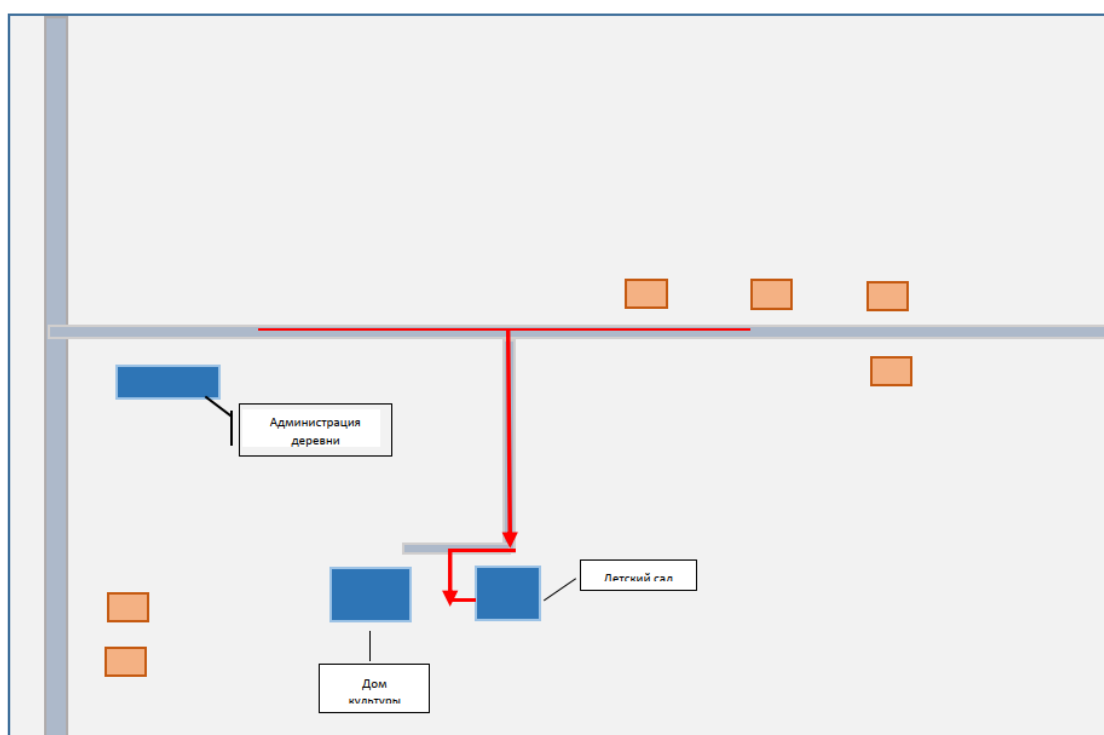 Администрация
деревни
Детский сад
Дом
культуры